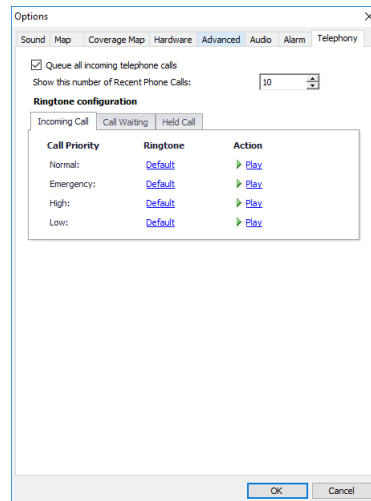 Options
Sound Map Coverage Map Hardware Advanced Audio Alarm Telephony
Queue all incoming telephone calls
Show this number of Recent Phone Calls: 10
Ringtone configuration
Incoming Call Call Waiting Held Call
Call Priority Ringtone Action
Normal: Default Play
Emergency: Default Play
High: Default Play
Low: Default Play
OK Cancel